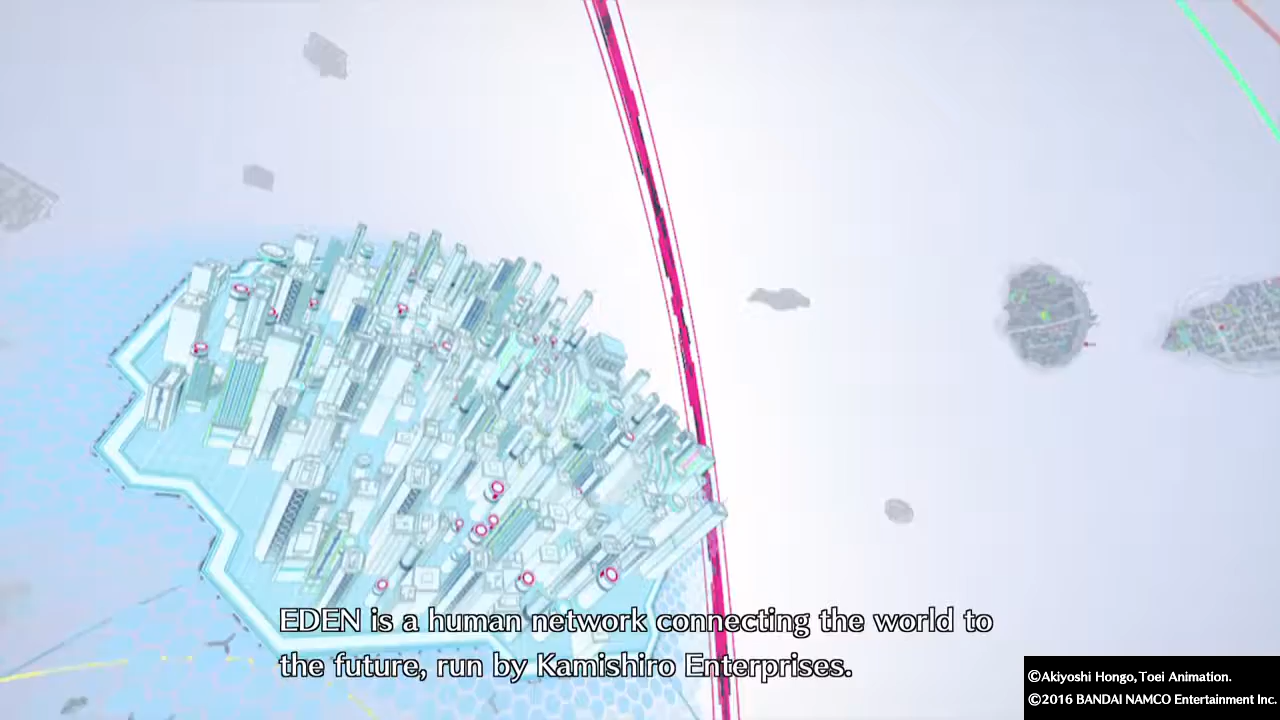 EDEN is a human network connecting the world to
the future, run by Kamishiro Enterprises.
©Akiyoshi Hongo,Toei Animation.
©2016 BANDAI NAMCO Entertainment Inc.